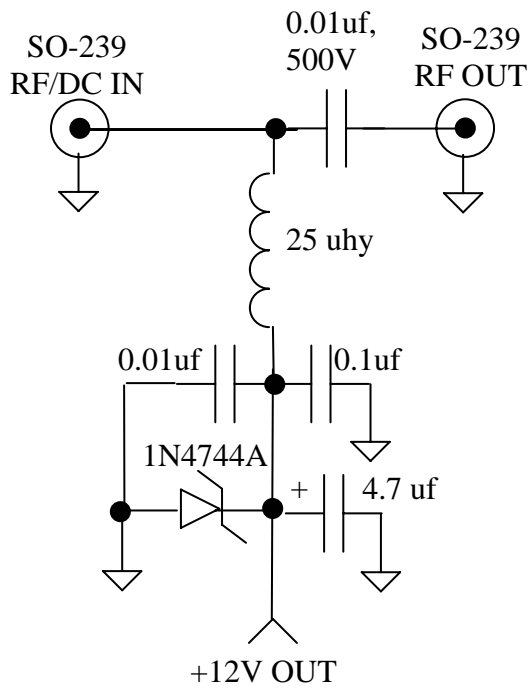 SO-239
RF/DC IN
0.01uf,
500V
SO-239
RF OUT
25 uhy
0.01uf
0.1uf
1N4744A
+
4.7 uf
+12V OUT